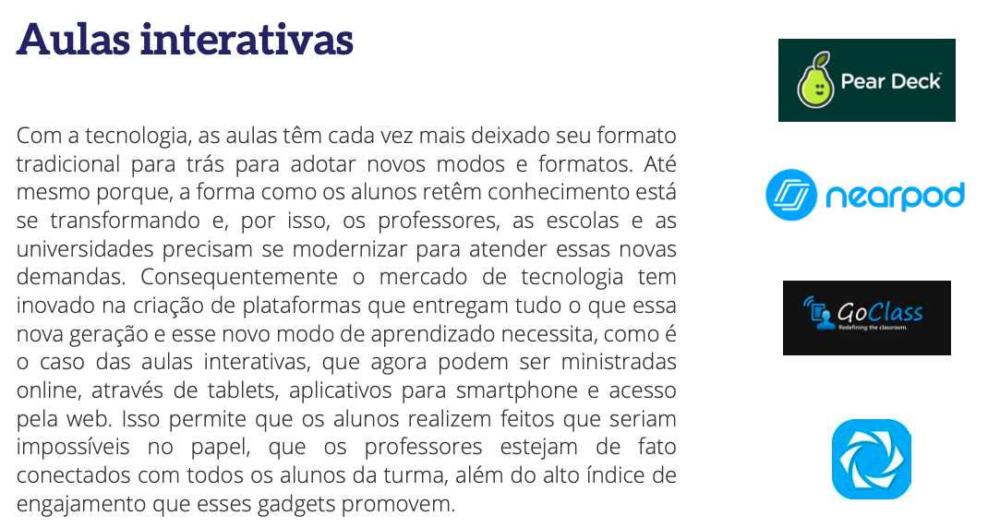 Aulas interativas
Com a tecnologia, as aulas têm cada vez mais deixado seu formato
tradicional para trás para adotar novos modos e formatos. Até
mesmo porque, a forma como os alunos retêm conhecimento está
se transformando e, por isso, os professores, as escolas e as
universidades precisam se modernizar para atender essas novas
demandas. Consequentemente o mercado de tecnologia tem
inovado na criação de plataformas que entregam tudo o que essa
nova geração e esse novo modo de aprendizado necessita, como é
o caso das aulas interativas, que agora podem ser ministradas
online, através de tablets, aplicativos para smartphone e acesso
pela web. Isso permite que os alunos realizem feitos que seriam
impossíveis no papel, que os professores estejam de fato
conectados com todos os alunos da turma, além do alto índice de
engajamento que esses gadgets promovem.
Pear Deck™
nearpod
GoClass
Redefining the classroom.